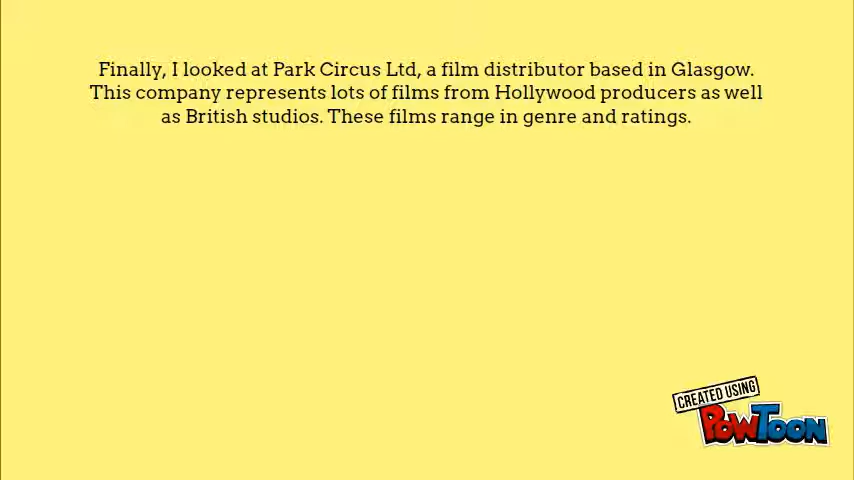 Finally, I looked at Park Circus Ltd, a film distributor based in Glasgow.
This company represents lots of films from Hollywood producers as well
as British studios. These films range in genre and ratings.
CREATED USING
POWTOON